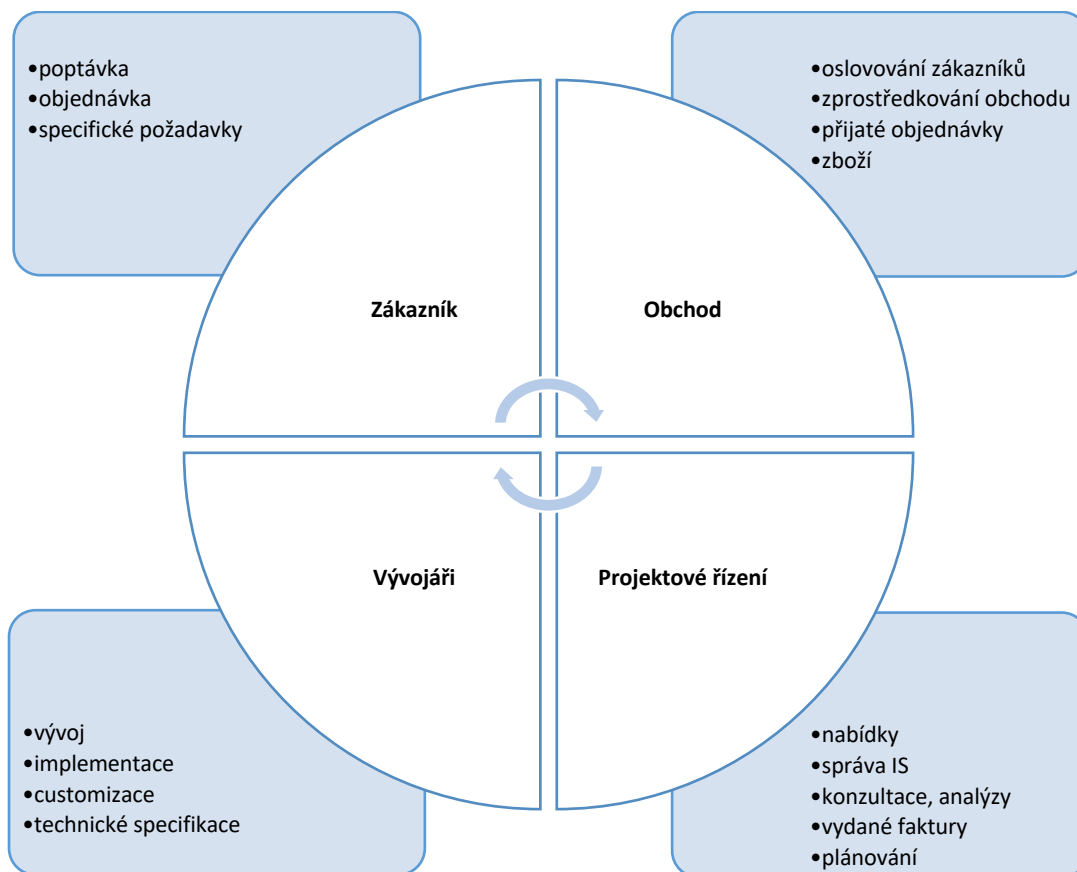 •poptávka
•objednávka
•specifické požadavky
•oslovování zákazníků
•zprostředkování obchodu
•přijaté objednávky
•zboží
Zákazník
Obchod
Vývojáři
Projektové řízení
•vývoj
•implementace
•customizace
•technické specifikace
•nabídky
•správa IS
•konzultace, analýzy
•vydané faktury
•plánování